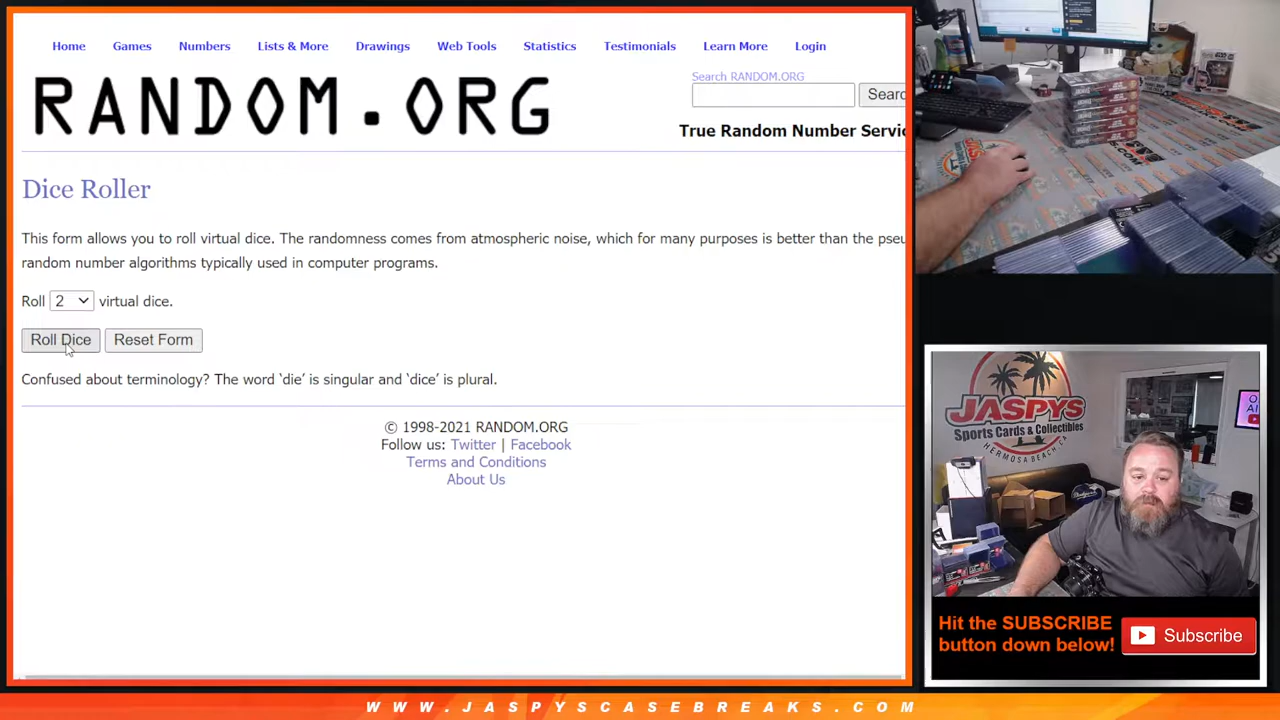 Home Games Numbers Lists & More Drawings Web Tools Statistics Testimonials Learn More Login
RANDOM.ORG
Search RANDOM.ORG
Searc
True Random Number Servic
Dice Roller
This form allows you to roll virtual dice. The randomness comes from atmospheric noise, which for many purposes is better than the pseu
random number algorithms typically used in computer programs.
Roll 2 virtual dice.
Roll Dice Reset Form
Confused about terminology? The word ‘die’ is singular and ‘dice’ is plural.
© 1998-2021 RANDOM.ORG
Follow us: Twitter | Facebook
Terms and Conditions
About Us
JASPYS
Sports Cards & Collectibles
HERMOSA BEACH, CA
Hit the SUBSCRIBE
button down below!
Subscribe
WWW.JASPYSCASEBREAKS.COM